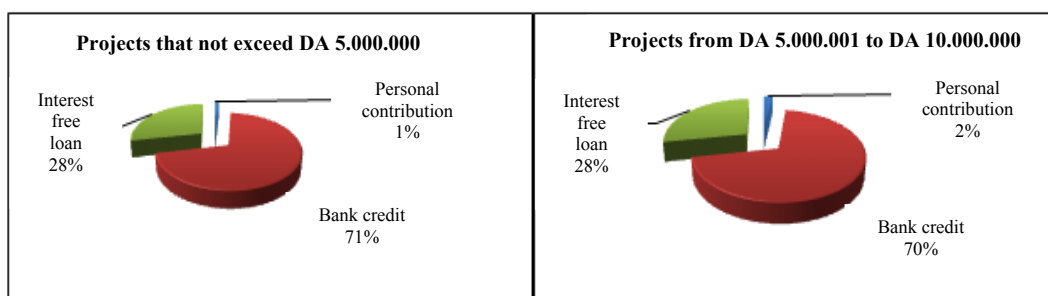 Projects that not exceed DA 5.000.000
Interest
free
loan
28%
Personal
contribution
1%
Bank credit
71%
Projects from DA 5.000.001 to DA 10.000.000
Interest
free
loan
28%
Personal
contribution
2%
Bank credit
70%